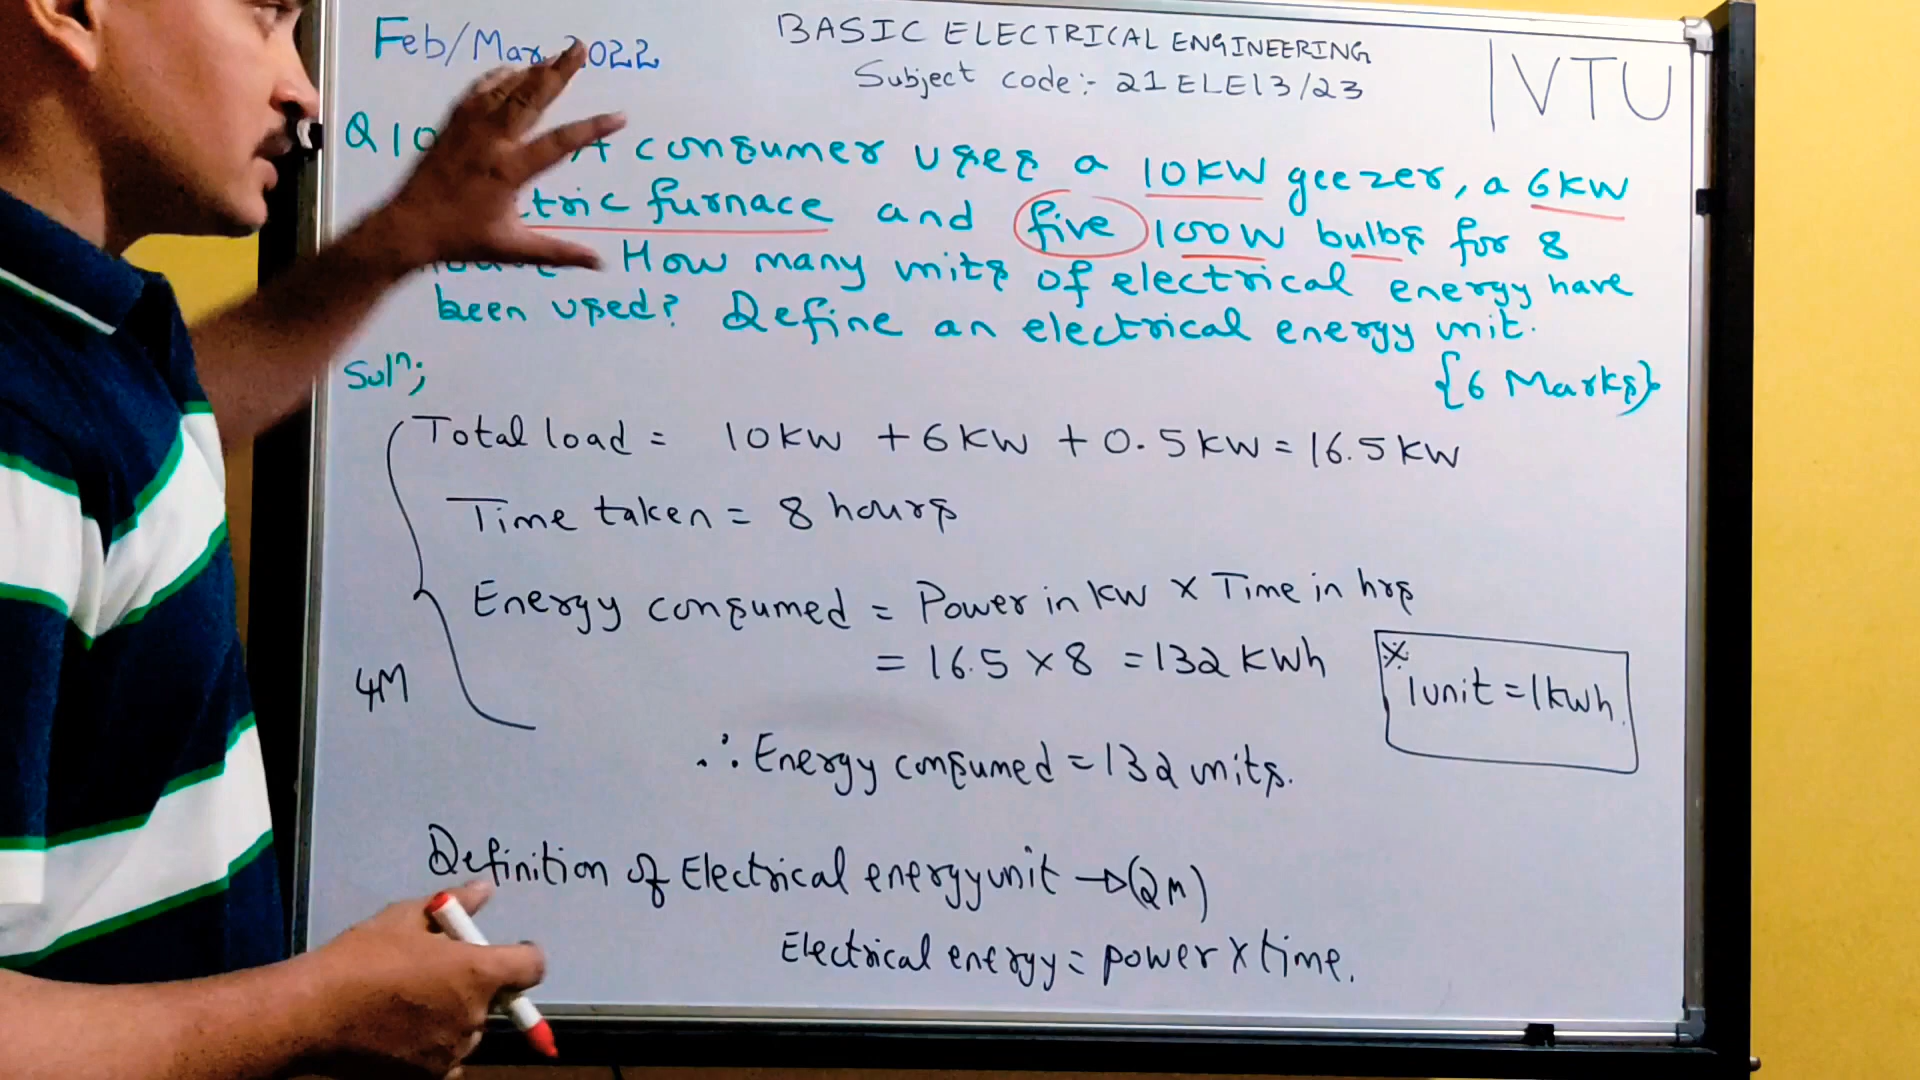 Feb/Mar 2022
BASIC ELECTRICAL ENGINEERING
Subject code:- 21ELE13/23
VTU
Q10 A consumer uses a 10KW geezer, a 6KW
tric furnace and five 100W bulbs for 8
How many units of electrical energy have
been used? Define an electrical energy unit.
{6 Marks}
Solⁿ;
Total load = 10KW + 6KW + 0.5KW = 16.5KW
Time taken = 8 hours
Energy consumed = Power in KW x Time in hrs
= 16.5 x 8 = 132 KWh
1unit = 1kWh.
4M
∴ Energy consumed = 132 units.
Definition of Electrical energy unit → (2M)
Electrical energy = power x time.